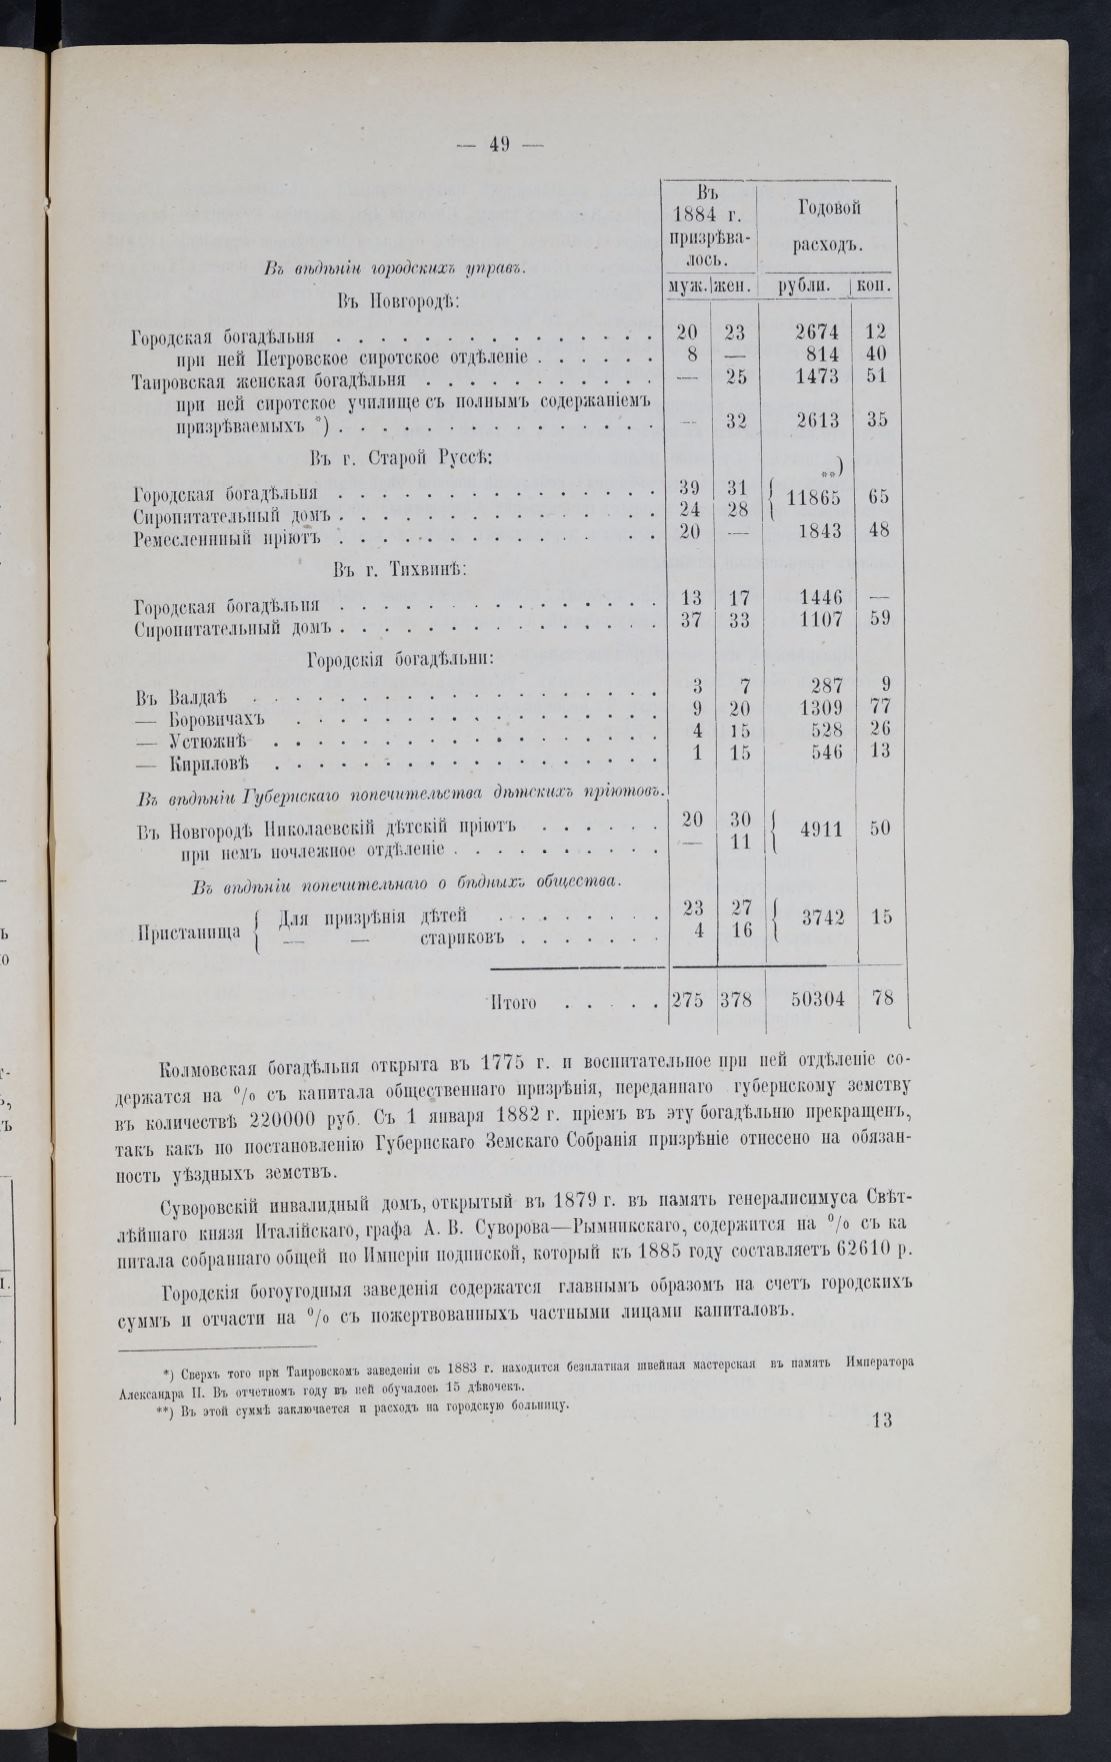 — 49 —
Въ
1884 г.
призрѣва-
лось.
Годовой
расходъ.
муж. жен. рубли. коп.
Въ вѣдѣніи городскихъ управъ.
Въ Новгородѣ:
Городская богадѣльня . . . . . . . . . . . . . . . 20 23 2674 12
при ней Петровское сиротское отдѣленіе . . . . . . 8 — 814 40
Таировская женская богадѣльня . . . . . . . . . . . — 25 1473 51
при ней сиротское училище съ полнымъ содержаніемъ
призрѣваемыхъ *) . . . . . . . . . . . . . . . — 32 2613 35
Въ г. Старой Руссѣ:
**)
Городская богадѣльня . . . . . . . . . . . . . . . 39 31 { 11865 65
Сиропитательный домъ . . . . . . . . . . . . . . . 24 28
Ремесленнный пріютъ . . . . . . . . . . . . . . . 20 — 1843 48
Въ г. Тихвинѣ:
Городская богадѣльня . . . . . . . . . . . . . . . 13 17 1446 —
Сиропитательный домъ . . . . . . . . . . . . . . . 37 33 1107 59
Городскія богадѣльни:
Въ Валдаѣ . . . . . . . . . . . . . . . . . . . 3 7 287 9
— Боровичахъ . . . . . . . . . . . . . . . . . 9 20 1309 77
— Устюжнѣ . . . . . . . . . . . . . . . . . . 4 15 528 26
— Кириловѣ . . . . . . . . . . . . . . . . . . 1 15 546 13
Въ вѣдѣніи Губернскаго попечительства дѣтскихъ пріютовъ.
Въ Новгородѣ Николаевскій дѣтскій пріютъ . . . . . . 20 30 { 4911 50
при немъ ночлежное отдѣленіе . . . . . . . . . . — 11
Въ вѣдѣніи попечительнаго о бѣдныхъ общества.
Пристанища { Для призрѣнія дѣтей . . . . . . . . 23 27 { 3742 15
— — стариковъ . . . . . . . 4 16
Итого . . . . . 275 378 50304 78
Колмовская богадѣльня открыта въ 1775 г. и воспитательное при ней отдѣленіе со-
держатся на % съ капитала общественнаго призрѣнія, переданнаго губернскому земству
въ количествѣ 220000 руб. Съ 1 января 1882 г. пріемъ въ эту богадѣльню прекращенъ,
такъ какъ по постановленію Губернскаго Земскаго Собранія призрѣніе отнесено на обязан-
ность уѣздныхъ земствъ.
Суворовскій инвалидный домъ, открытый въ 1879 г. въ память генералисимуса Свѣт-
лѣйшаго князя Италійскаго, графа А. В. Суворова—Рымникскаго, содержится на % съ ка
питала собраннаго общей по Имперіи подпиской, который къ 1885 году составляетъ 62610 р.
Городскія богоугодныя заведенія содержатся главнымъ образомъ на счетъ городскихъ
суммъ и отчасти на % съ пожертвованныхъ частными лицами капиталовъ.
*) Сверхъ того при Таировскомъ заведеніи съ 1883 г. находится безплатная швейная мастерская въ память Императора
Александра II. Въ отчетномъ году въ ней обучалось 15 дѣвочекъ.
**) Въ этой суммѣ заключается и расходъ на городскую больницу.
13